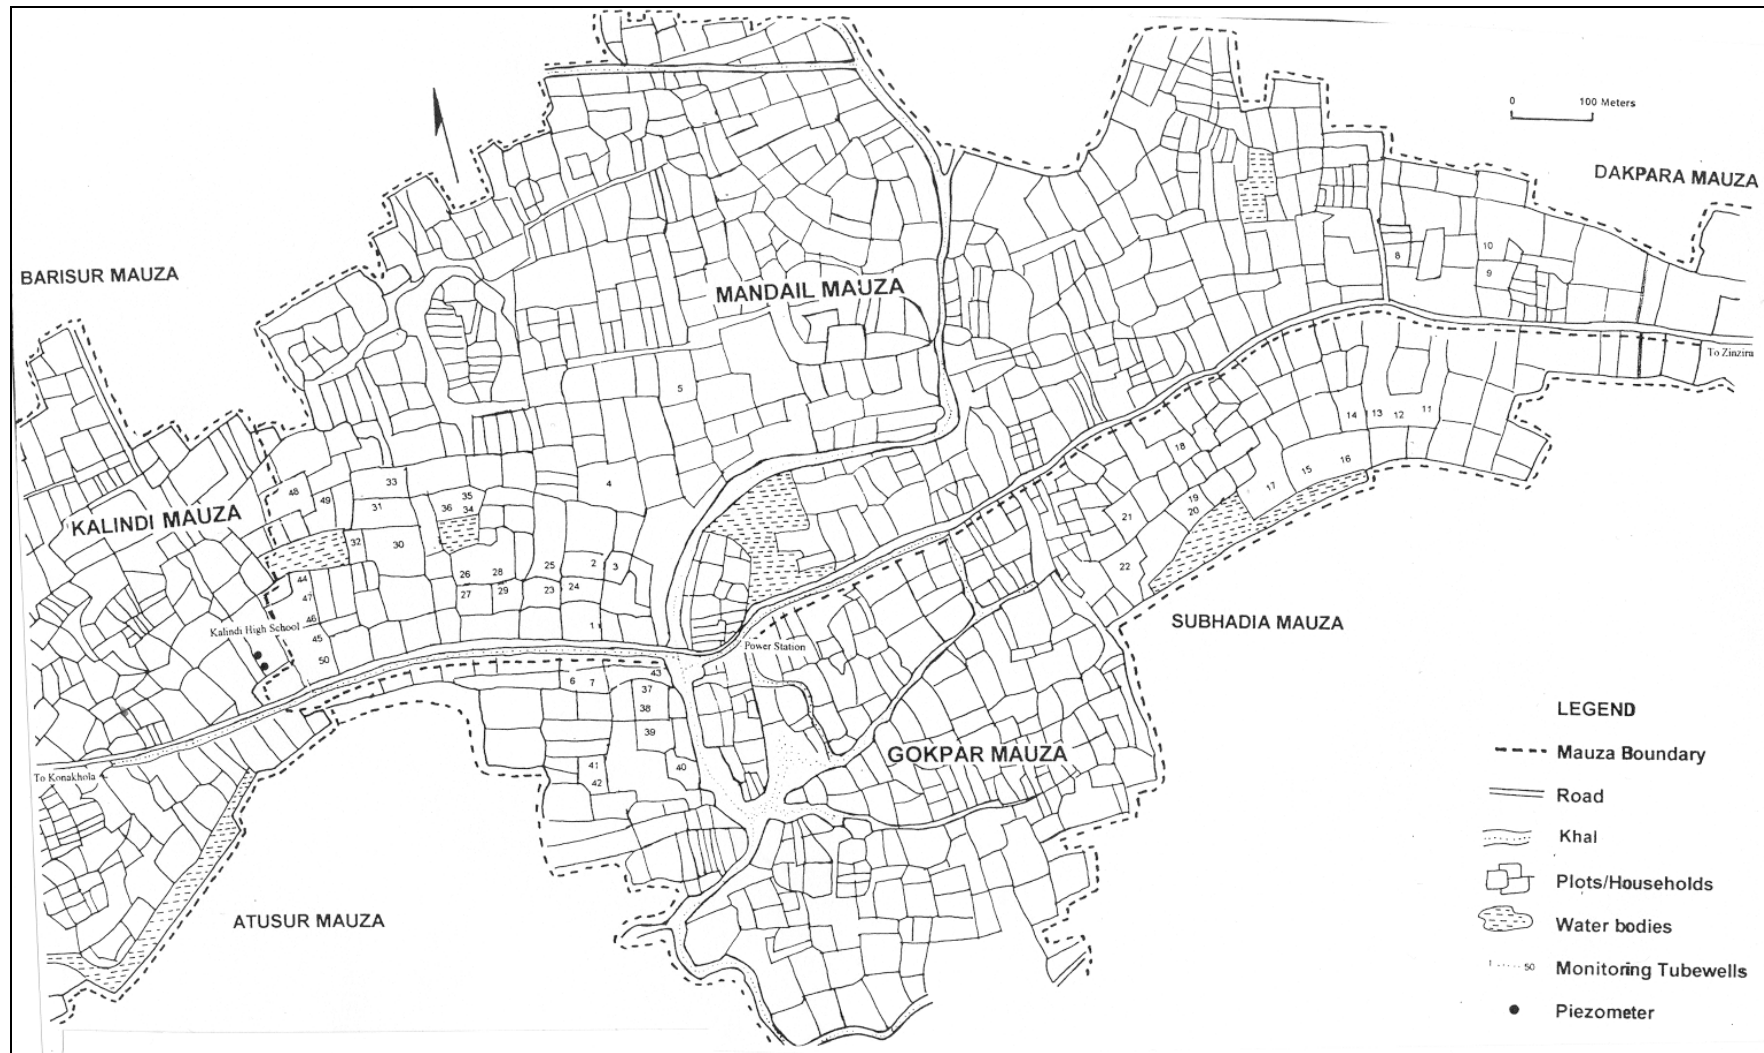 0 100 Meters
DAKPARA MAUZA
BARISUR MAUZA
MANDAIL MAUZA
10
8
9
To Zinzira
5
14 13 12 11
18
15 16
17
19
20
21
22
33
4
48
49
35
36 34
31
KALINDI MAUZA
32
30
26 28 25 2 3
27 29 23 24
44
47
46
Kalindi High School
45
1
50
Power Station
SUBHADIA MAUZA
43
6 7
37
38
39
40
41
42
To Konakhola
GOKPAR MAUZA
ATUSUR MAUZA
LEGEND
Mauza Boundary
Road
Khal
Plots/Households
Water bodies
1 ...... 50 Monitoring Tubewells
Piezometer